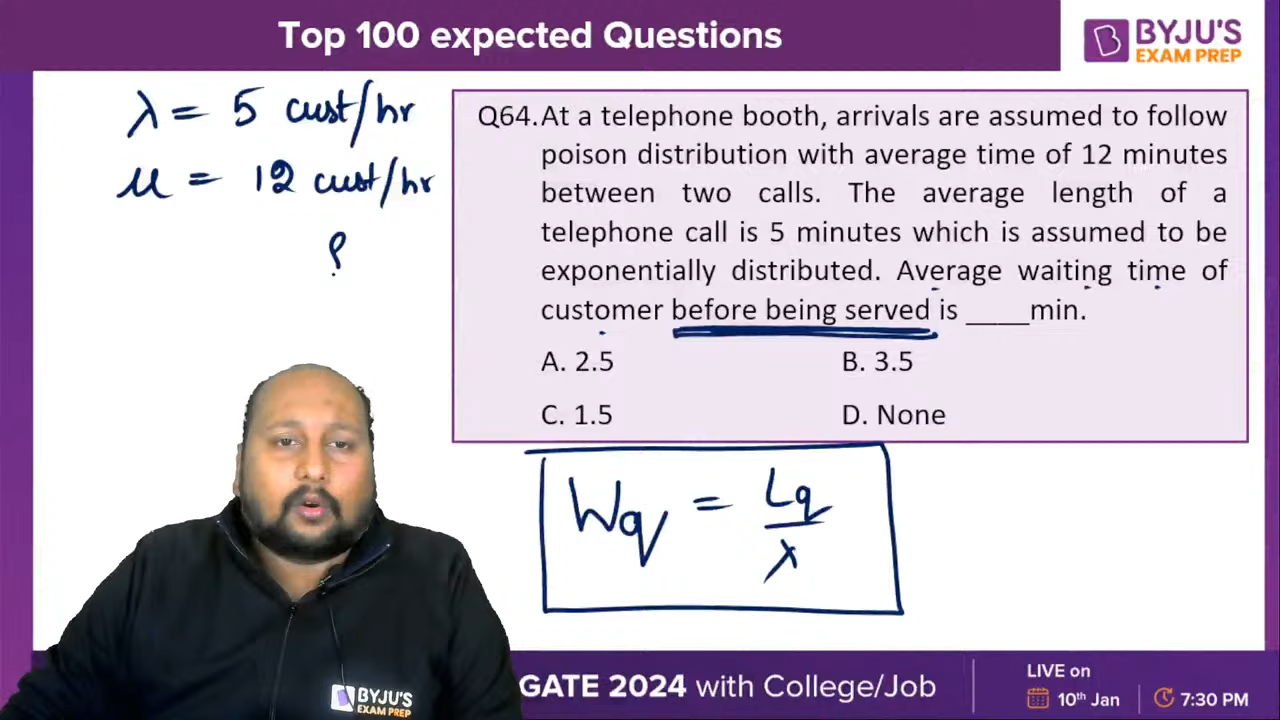 Top 100 expected Questions
BYJU'S
EXAM PREP
λ = 5 cust/hr
μ = 12 cust/hr
ρ
Q64. At a telephone booth, arrivals are assumed to follow
poison distribution with average time of 12 minutes
between two calls. The average length of a
telephone call is 5 minutes which is assumed to be
exponentially distributed. Average waiting time of
customer before being served is ____min.
A. 2.5 B. 3.5
C. 1.5 D. None
Wq = Lq
λ
BYJU'S
EXAM PREP
GATE 2024 with College/Job
LIVE on
10th Jan 7:30 PM